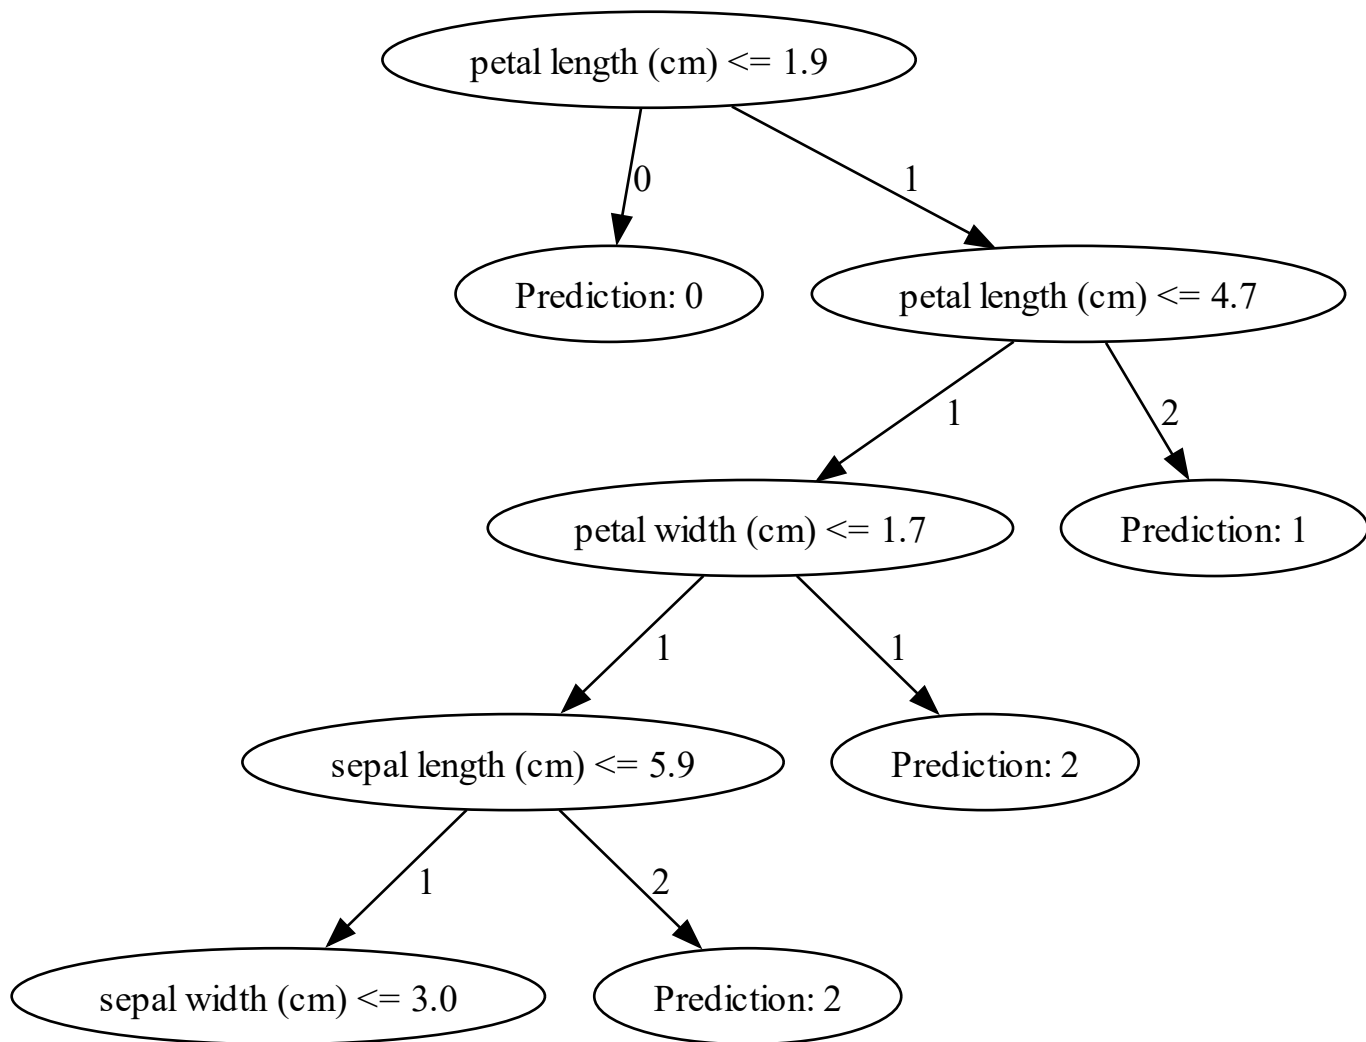 petal length (cm) <= 1.9
0
1
Prediction: 0
petal length (cm) <= 4.7
1
2
petal width (cm) <= 1.7
Prediction: 1
1
1
sepal length (cm) <= 5.9
Prediction: 2
1
2
sepal width (cm) <= 3.0
Prediction: 2